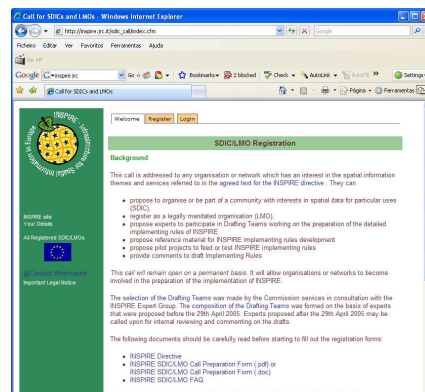 Call for SDICs and LMOs - Windows Internet Explorer
http://inspire.jrc.it/sdic_call/index.cfm
Google
Ficheiro Editar Ver Favoritos Ferramentas Ajuda
Google inspire jrc Go Bookmarks 2 blocked Check AutoLink Settings
Call for SDICs and LMOs Página Ferramentas
INSPIRE
Infrastructure for Spatial Information in Europe
Welcome Register Login
SDIC/LMO Registration
Background
This call is addressed to any organisation or network which has an interest in the spatial information
themes and services referred to in the agreed text for the INSPIRE directive . They can
propose to organise or be part of a community with interests in spatial data for particular uses
(SDIC),
register as a legally mandated organisation (LMO),
propose experts to participate in Drafting Teams working on the preparation of the detailed
implementing rules of INSPIRE
propose reference material for INSPIRE implementing rules development
propose pilot projects to feed or test INSPIRE implementing rules
provide comments to draft Implementing Rules
INSPIRE site
Your Details
All Registered SDIC/LMOs
@Contact Webmaster
Important Legal Notice
This call will remain open on a permanent basis. It will allow organisations or networks to become
involved in the preparation of the implementation of INSPIRE.
The selection of the Drafting Teams was made by the Commission services in consultation with the
INSPIRE Expert Group. The composition of the Drafting Teams was formed on the basis of experts
that were proposed before the 29th April 2005. Experts proposed after the 29th April 2005 may be
called upon for internal reviewing and commenting on the drafts.
The following documents should be carefully read before starting to fill out the registration forms
INSPIRE Directive
INSPIRE SDIC/LMO Call Preparation Form (.pdf) or
INSPIRE SDIC/LMO Call Preparation Form (.doc)
INSPIRE SDIC/LMO FAQ